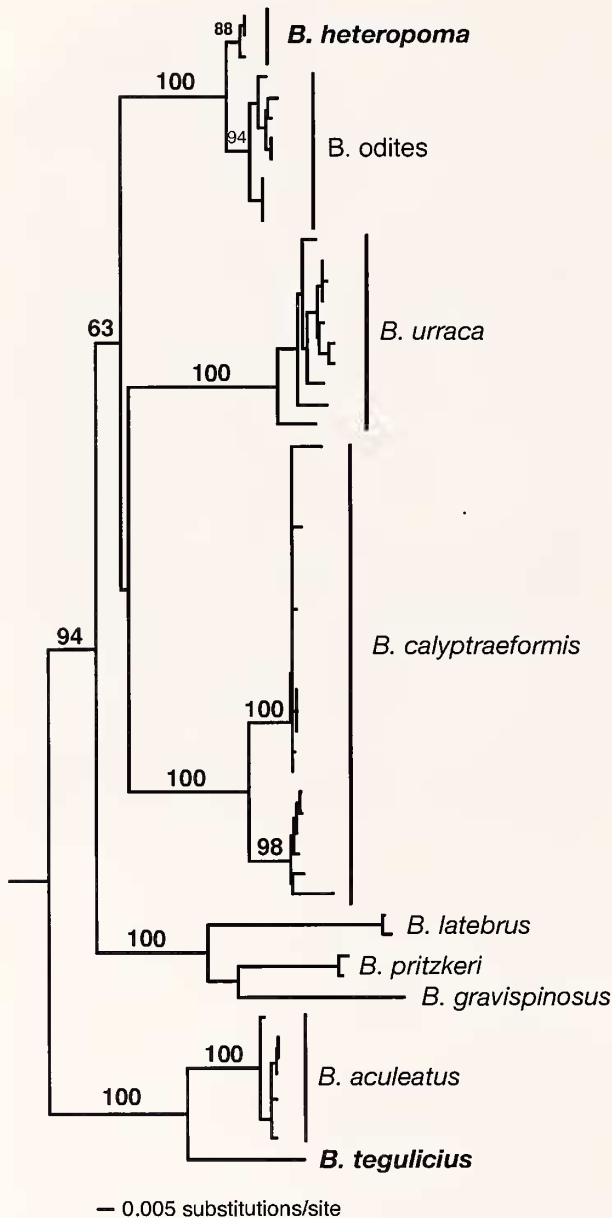 88
B. heteropoma
100
94
B. odites
63
B. urraca
100
94
B. calyptraeformis
100
100
98
B. latebrus
100
B. pritzkeri
B. gravispinosus
100
B. aculeatus
100
B. tegulicius
0.005 substitutions/site